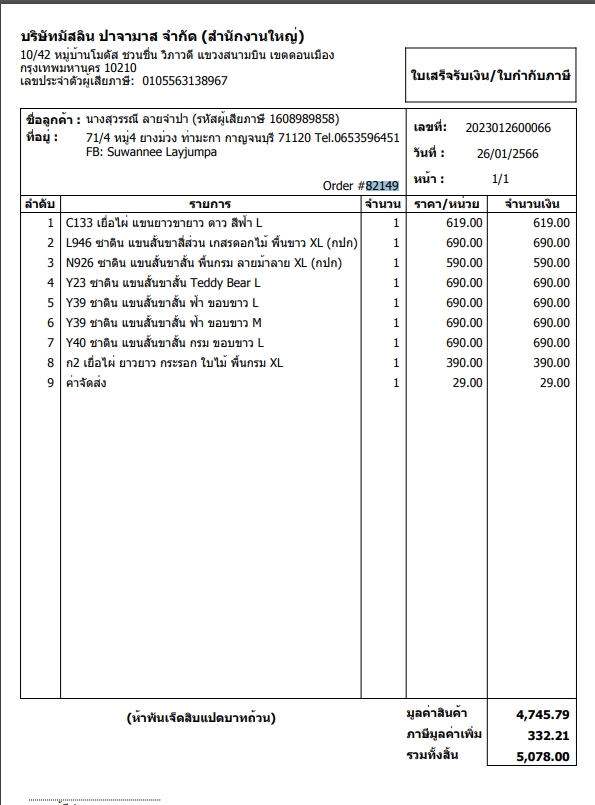 บริษัทมัสลิน ปาจามาส จำกัด (สำนักงานใหญ่)
10/42 หมู่บ้านโมดัส ชวนชื่น วิภาวดี แขวงสนามบิน เขตดอนเมือง
กรุงเทพมหานคร 10210
เลขประจำตัวผู้เสียภาษี: 0105563138967
ใบเสร็จรับเงิน/ใบกำกับภาษี
ชื่อลูกค้า : นางสุวรรณี ลายจำปา (รหัสผู้เสียภาษี 1608989858)
ที่อยู่ : 71/4 หมู่4 ยางม่วง ท่ามะกา กาญจนบุรี 71120 Tel.0653596451
FB: Suwannee Layjumpa
Order #82149
เลขที่: 2023012600066
วันที่ : 26/01/2566
หน้า : 1/1
ลำดับ รายการ จำนวน ราคา/หน่วย จำนวนเงิน
1 C133 เยื่อไผ่ แขนยาวขายาว ดาว สีฟ้า L 1 619.00 619.00
2 L946 ซาติน แขนสั้นขาสี่ส่วน เกสรดอกไม้ พื้นขาว XL (กปก) 1 690.00 690.00
3 N926 ซาติน แขนสั้นขาสั้น พื้นกรม ลายม้าลาย XL (กปก) 1 590.00 590.00
4 Y23 ซาติน แขนสั้นขาสั้น Teddy Bear L 1 690.00 690.00
5 Y39 ซาติน แขนสั้นขาสั้น ฟ้า ขอบขาว L 1 690.00 690.00
6 Y39 ซาติน แขนสั้นขาสั้น ฟ้า ขอบขาว M 1 690.00 690.00
7 Y40 ซาติน แขนสั้นขาสั้น กรม ขอบขาว L 1 690.00 690.00
8 ก2 เยื่อไผ่ ยาวยาว กระรอก ใบไม้ พื้นกรม XL 1 390.00 390.00
9 ค่าจัดส่ง 1 29.00 29.00
(ห้าพันเจ็ดสิบแปดบาทถ้วน)
มูลค่าสินค้า 4,745.79
ภาษีมูลค่าเพิ่ม 332.21
รวมทั้งสิ้น 5,078.00